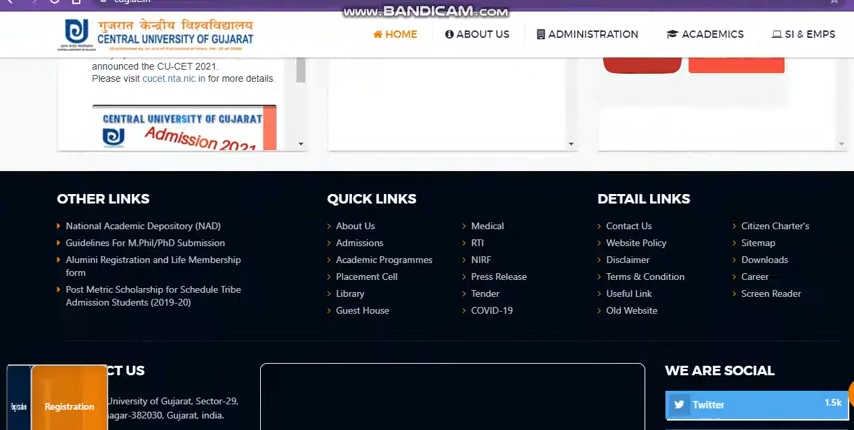 www.BANDICAM.com
गुजरात केन्द्रीय विश्वविद्यालय
CENTRAL UNIVERSITY OF GUJARAT
HOME
ABOUT US
ADMINISTRATION
ACADEMICS
SI & EMPS
announced the CU-CET 2021.
Please visit cucet.nta.nic.in for more details.
CENTRAL UNIVERSITY OF GUJARAT
Admission 2021
OTHER LINKS
National Academic Depository (NAD)
Guidelines For M.Phil/PhD Submission
Alumini Registration and Life Membership
form
Post Metric Scholarship for Schedule Tribe
Admission Students (2019-20)
QUICK LINKS
About Us
Admissions
Academic Programmes
Placement Cell
Library
Guest House
Medical
RTI
NIRF
Press Release
Tender
COVID-19
DETAIL LINKS
Contact Us
Website Policy
Disclaimer
Terms & Condition
Useful Link
Old Website
Citizen Charter's
Sitemap
Downloads
Career
Screen Reader
CT US
University of Gujarat, Sector-29,
nagar-382030, Gujarat, india.
Registration
WE ARE SOCIAL
Twitter
1.5k